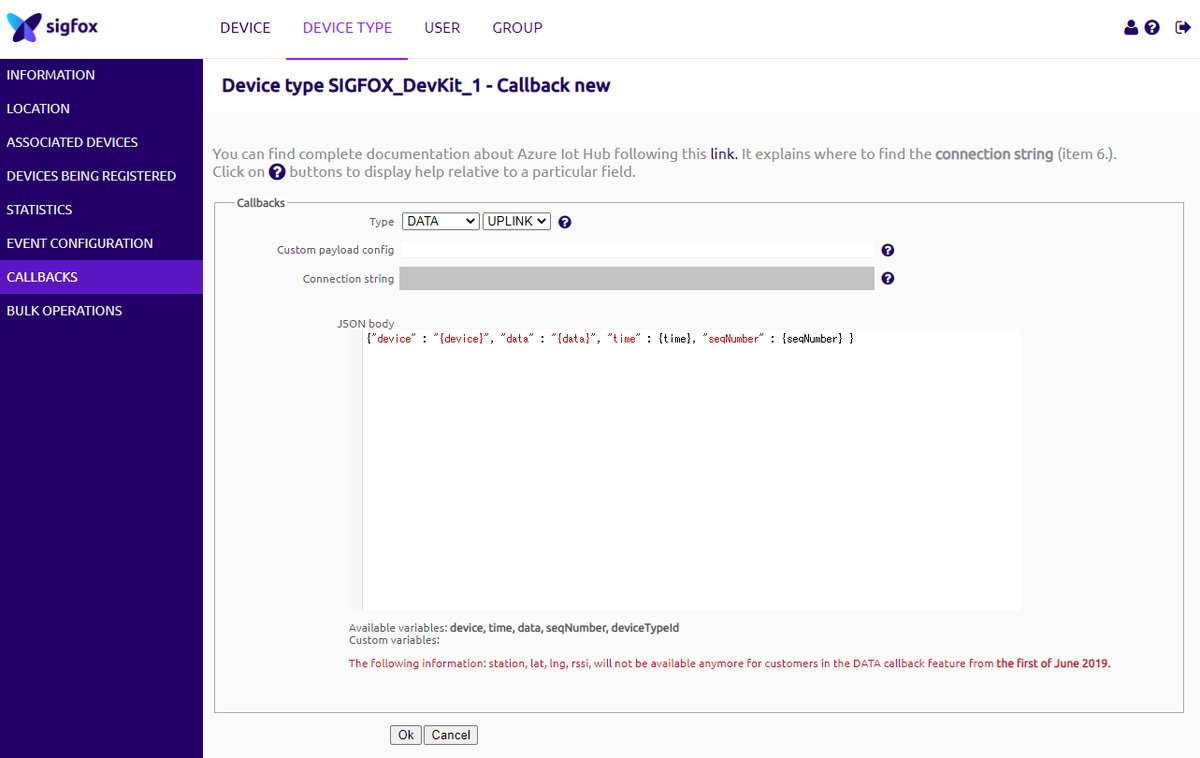 sigfox
DEVICE DEVICE TYPE USER GROUP
INFORMATION
LOCATION
ASSOCIATED DEVICES
DEVICES BEING REGISTERED
STATISTICS
EVENT CONFIGURATION
CALLBACKS
BULK OPERATIONS
Device type SIGFOX_DevKit_1 - Callback new
You can find complete documentation about Azure Iot Hub following this link. It explains where to find the connection string (item 6.).
Click on ? buttons to display help relative to a particular field.
Callbacks
Type DATA UPLINK ?
Custom payload config ?
Connection string ?
JSON body
{"device" : "{device}", "data" : "{data}", "time" : {time}, "seqNumber" : {seqNumber} }
Available variables: device, time, data, seqNumber, deviceTypeId
Custom variables:
The following information: station, lat, lng, rssi, will not be available anymore for customers in the DATA callback feature from the first of June 2019.
Ok Cancel